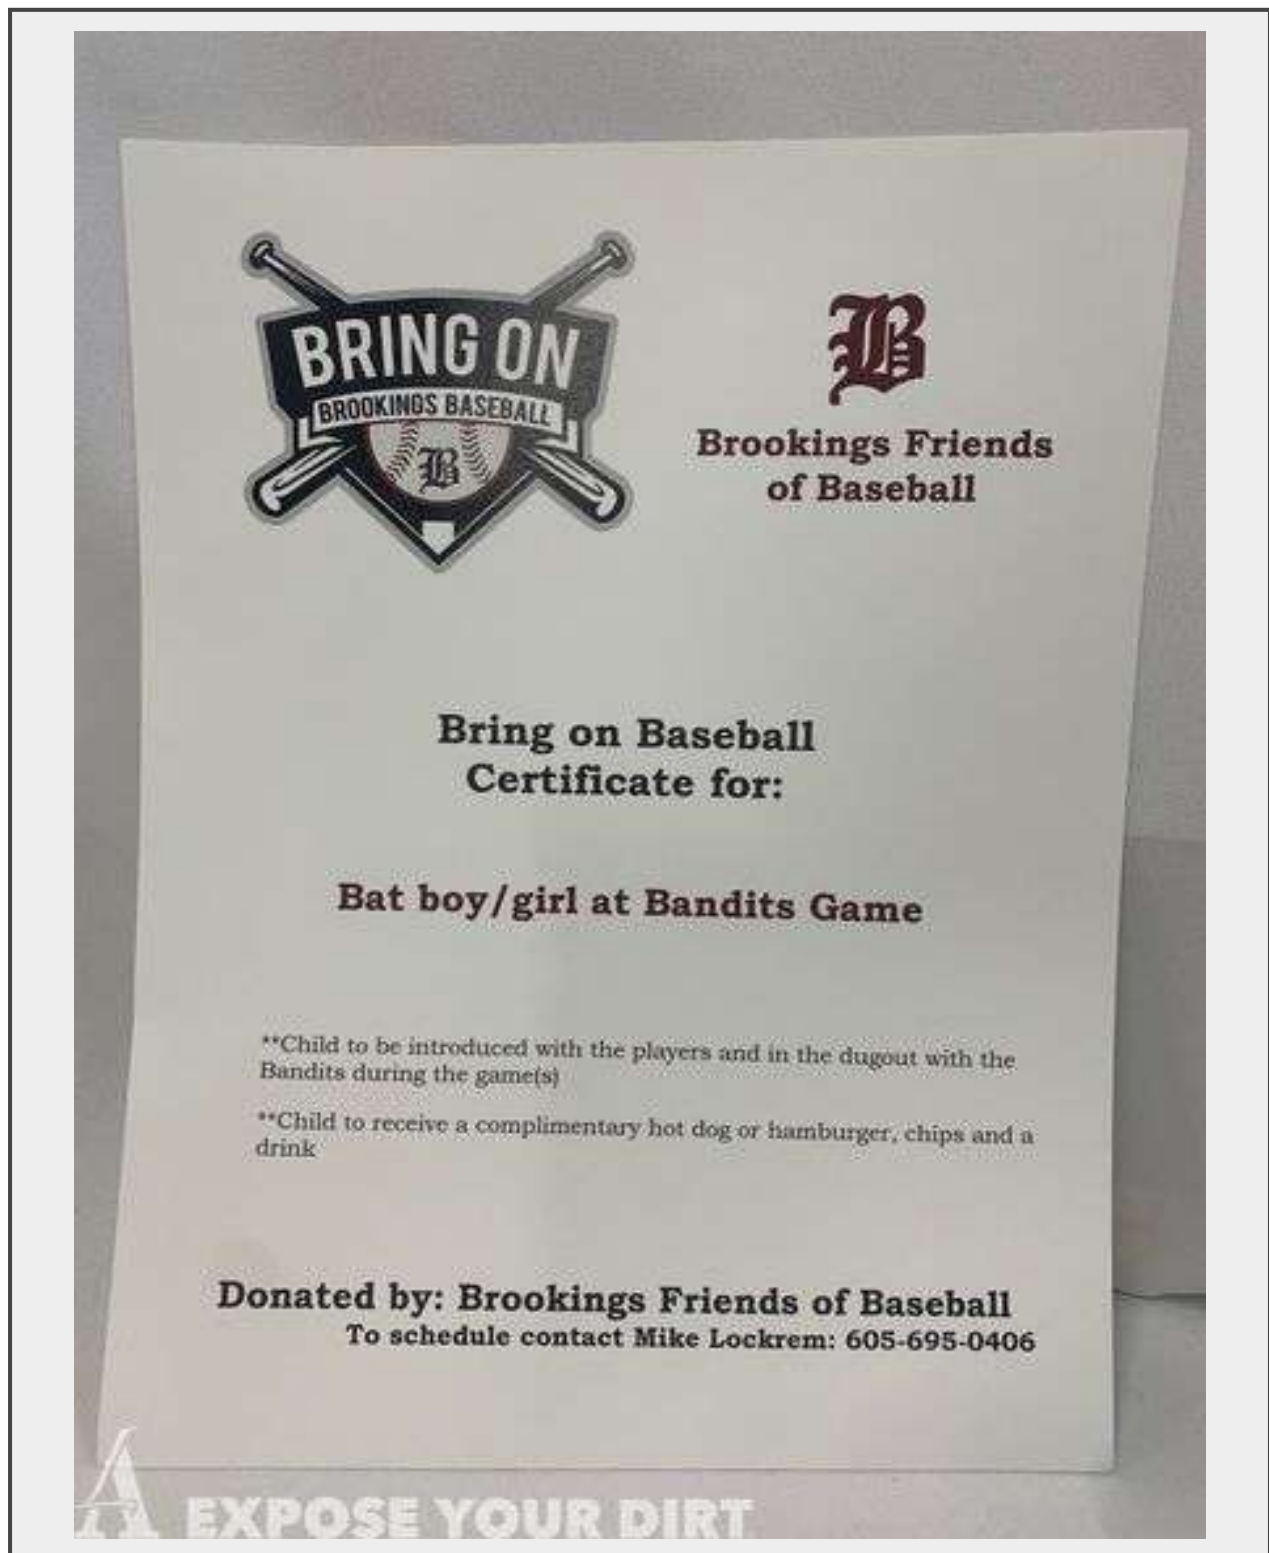 BRING ON
BROOKINGS BASEBALL
B
B
Brookings Friends
of Baseball
Bring on Baseball
Certificate for:
Bat boy/girl at Bandits Game
**Child to be introduced with the players and in the dugout with the
Bandits during the game(s)
**Child to receive a complimentary hot dog or hamburger, chips and a
drink
Donated by: Brookings Friends of Baseball
To schedule contact Mike Lockrem: 605-695-0406
A EXPOSE YOUR DIRT